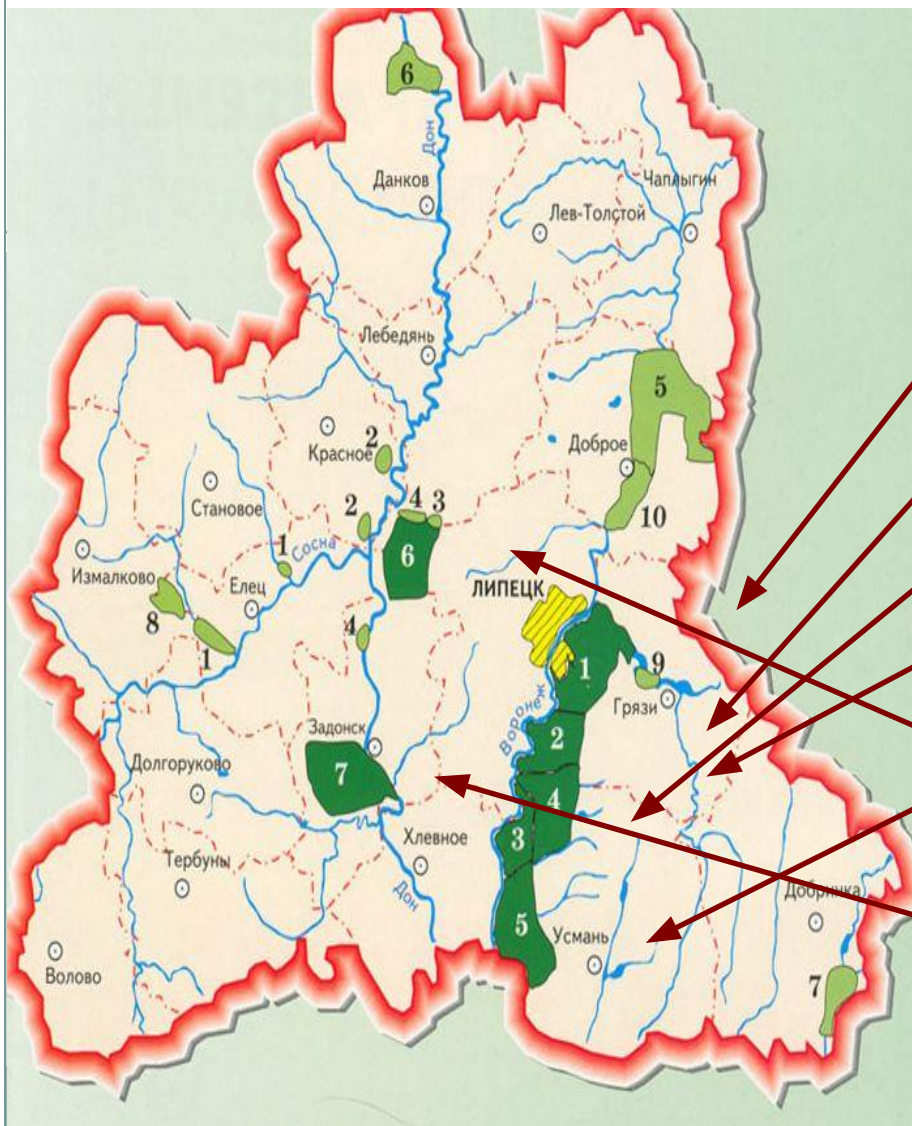 6
Дон
Данков
Чаплыгин
Лев-Толстой
Лебедянь
5
Красное
2
Доброе
Становое
2
4
3
10
1
Сосна
6
Измалково
Елец
ЛИПЕЦК
8
1
4
1
9
Грязи
Воронеж
2
Задонск
Долгоруково
7
4
3
Хлевное
Тербуны
Дон
Добринка
5
Усмань
Волово
7